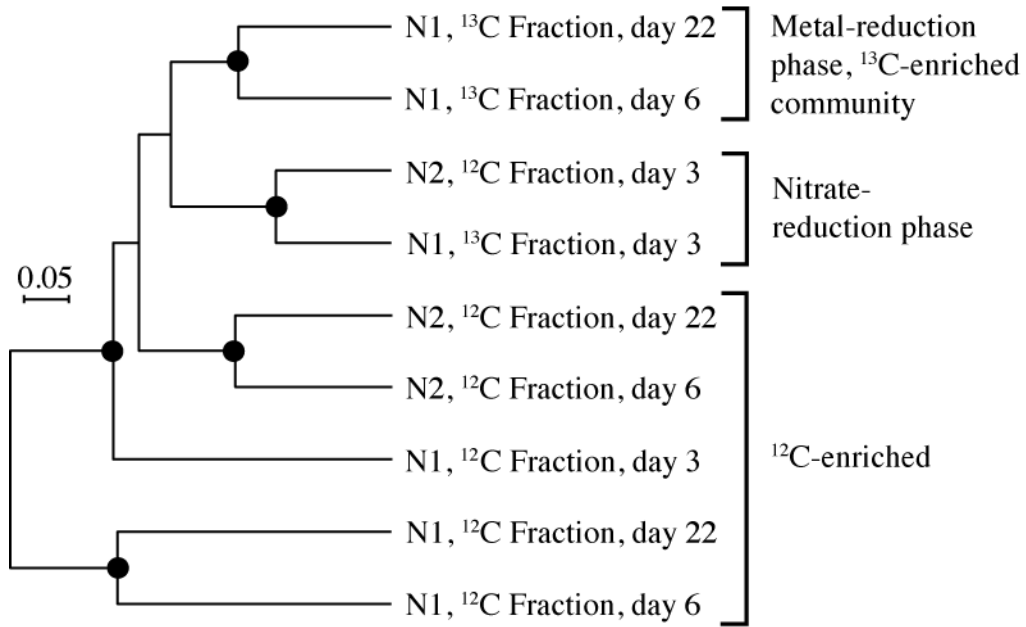 N1, ¹³C Fraction, day 22
N1, ¹³C Fraction, day 6
Metal-reduction
phase, ¹³C-enriched
community
N2, ¹²C Fraction, day 3
N1, ¹³C Fraction, day 3
Nitrate-
reduction phase
0.05
N2, ¹²C Fraction, day 22
N2, ¹²C Fraction, day 6
N1, ¹²C Fraction, day 3
N1, ¹²C Fraction, day 22
N1, ¹²C Fraction, day 6
¹²C-enriched